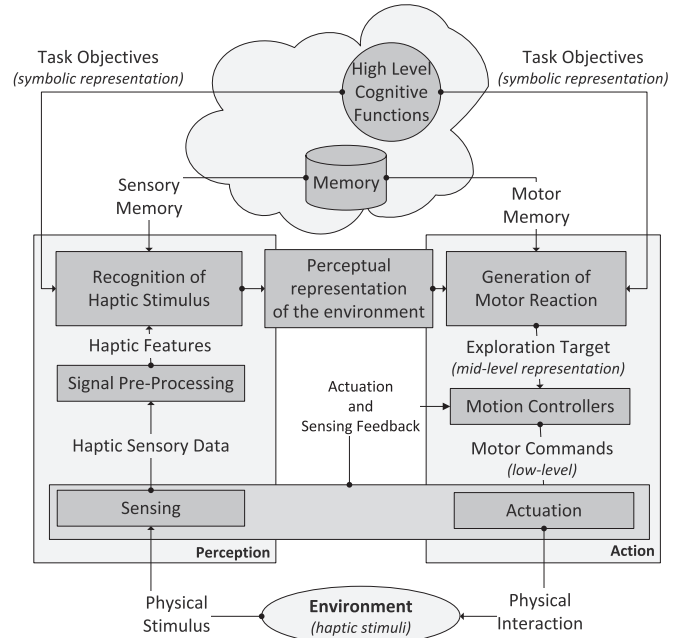 Task Objectives
(symbolic representation)
High Level
Cognitive
Functions
Task Objectives
(symbolic representation)
Memory
Sensory
Memory
Motor
Memory
Recognition of
Haptic Stimulus
Perceptual
representation
of the environment
Generation of
Motor Reaction
Haptic Features
Exploration Target
(mid-level representation)
Signal Pre-Processing
Actuation
and
Sensing Feedback
Motion Controllers
Haptic Sensory Data
Motor Commands
(low-level)
Sensing
Actuation
Perception
Action
Physical
Stimulus
Environment
(haptic stimuli)
Physical
Interaction